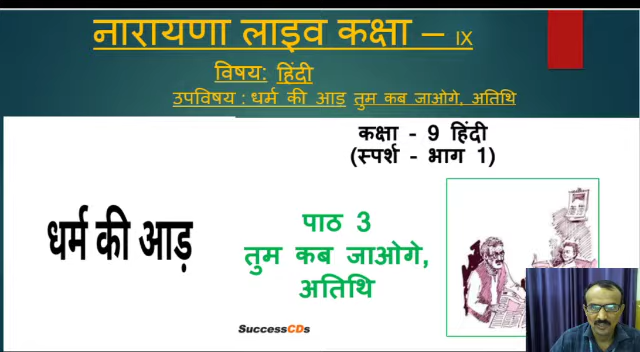 नारायणा लाइव कक्षा – IX
विषय: हिंदी
उपविषय : धर्म की आड तुम कब जाओगे, अतिथि
कक्षा - 9 हिंदी
(स्पर्श - भाग 1)
धर्म की आड़
पाठ 3
तुम कब जाओगे,
अतिथि
SuccessCDs